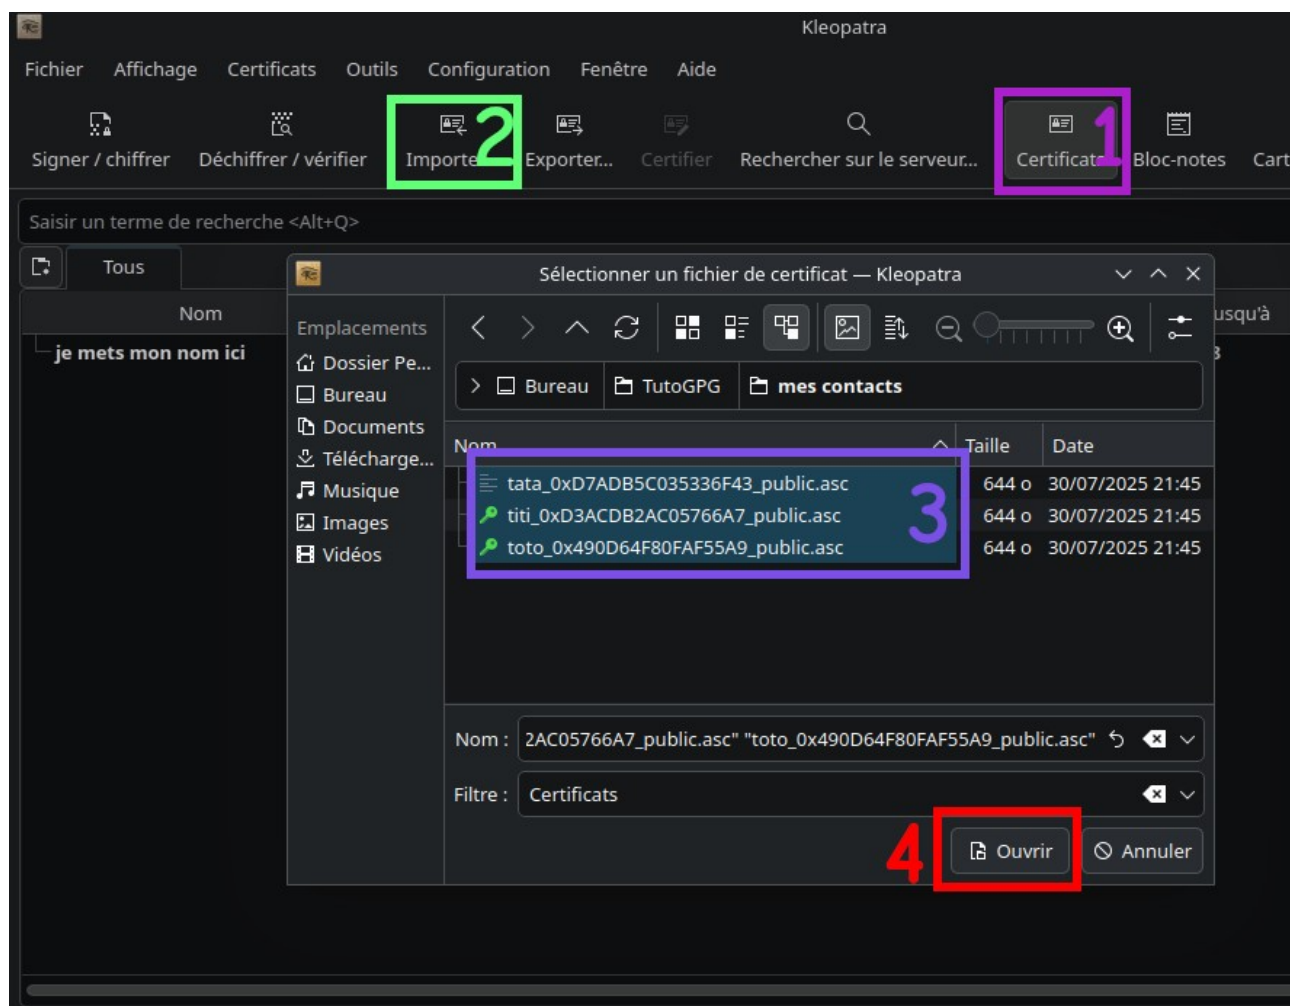 Kleopatra
Fichier Affichage Certificats Outils Configuration Fenêtre Aide
Signer / chiffrer Déchiffrer / vérifier Importe 2 Exporter... Certifier Rechercher sur le serveur... Certificats 1 Bloc-notes Cart
Saisir un terme de recherche <Alt+Q>
Tous
Sélectionner un fichier de certificat — Kleopatra
Nom
usqu'à
je mets mon nom ici
3
Emplacements
Dossier Pe...
Bureau
Documents
Télécharge...
Musique
Images
Vidéos
Bureau TutoGPG mes contacts
Nom Taille Date
tata_0xD7ADB5C035336F43_public.asc 644 o 30/07/2025 21:45
titi_0xD3ACDB2AC05766A7_public.asc 644 o 30/07/2025 21:45
toto_0x490D64F80FAF55A9_public.asc 644 o 30/07/2025 21:45
3
Nom : 2AC05766A7_public.asc" "toto_0x490D64F80FAF55A9_public.asc"
Filtre : Certificats
4 Ouvrir Annuler